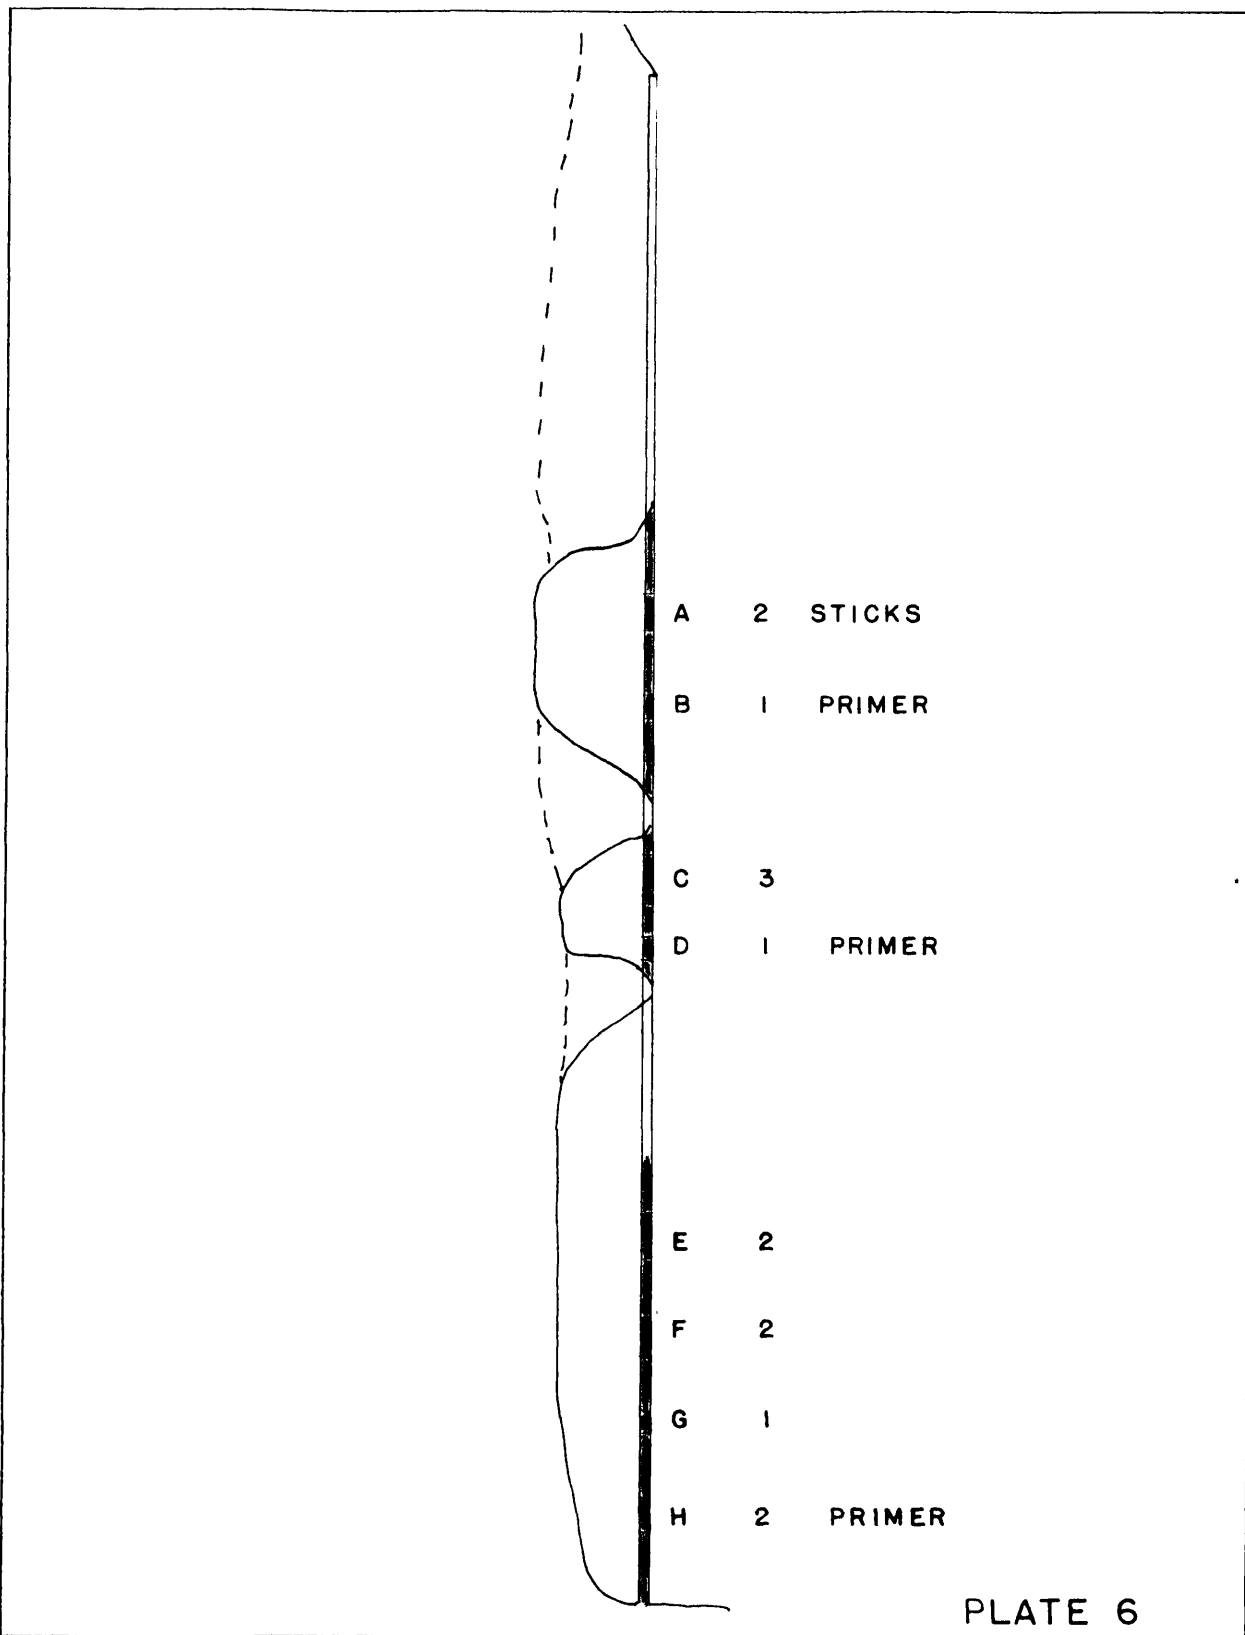 A 2 STICKS
B 1 PRIMER
C 3
D 1 PRIMER
E 2
F 2
G 1
H 2 PRIMER
PLATE 6